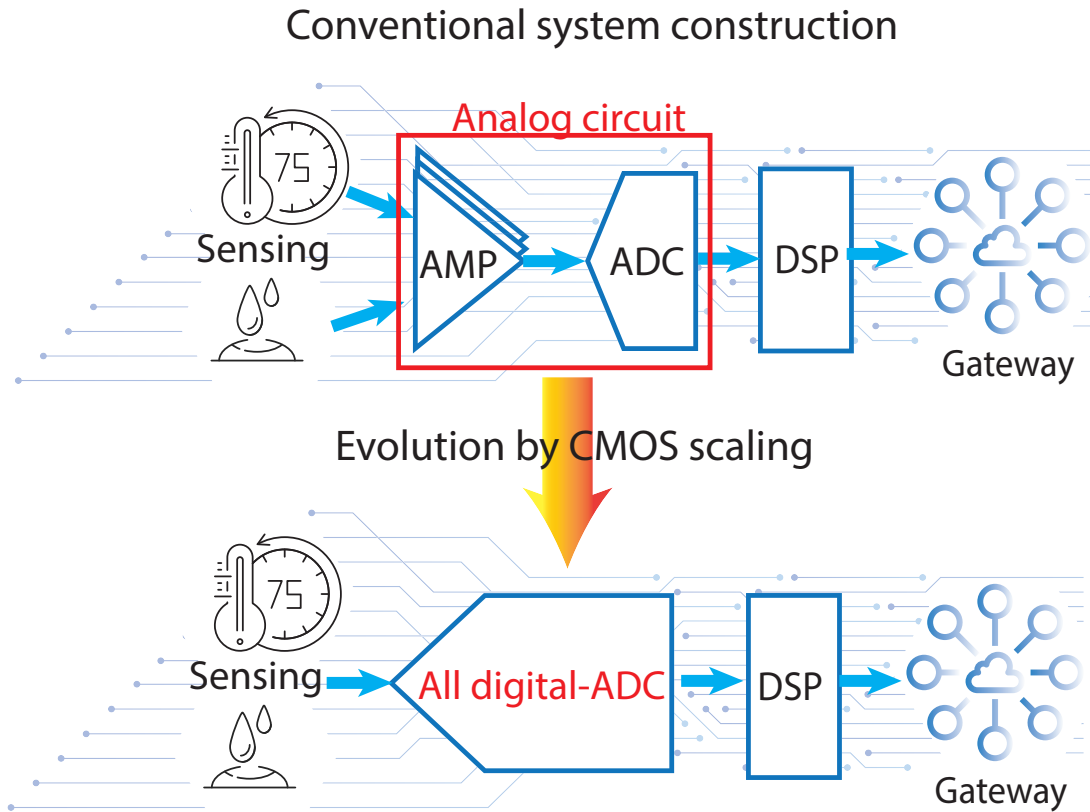 Conventional system construction
Analog circuit
75
Sensing
AMP
ADC
DSP
Gateway
Evolution by CMOS scaling
75
Sensing
All digital-ADC
DSP
Gateway